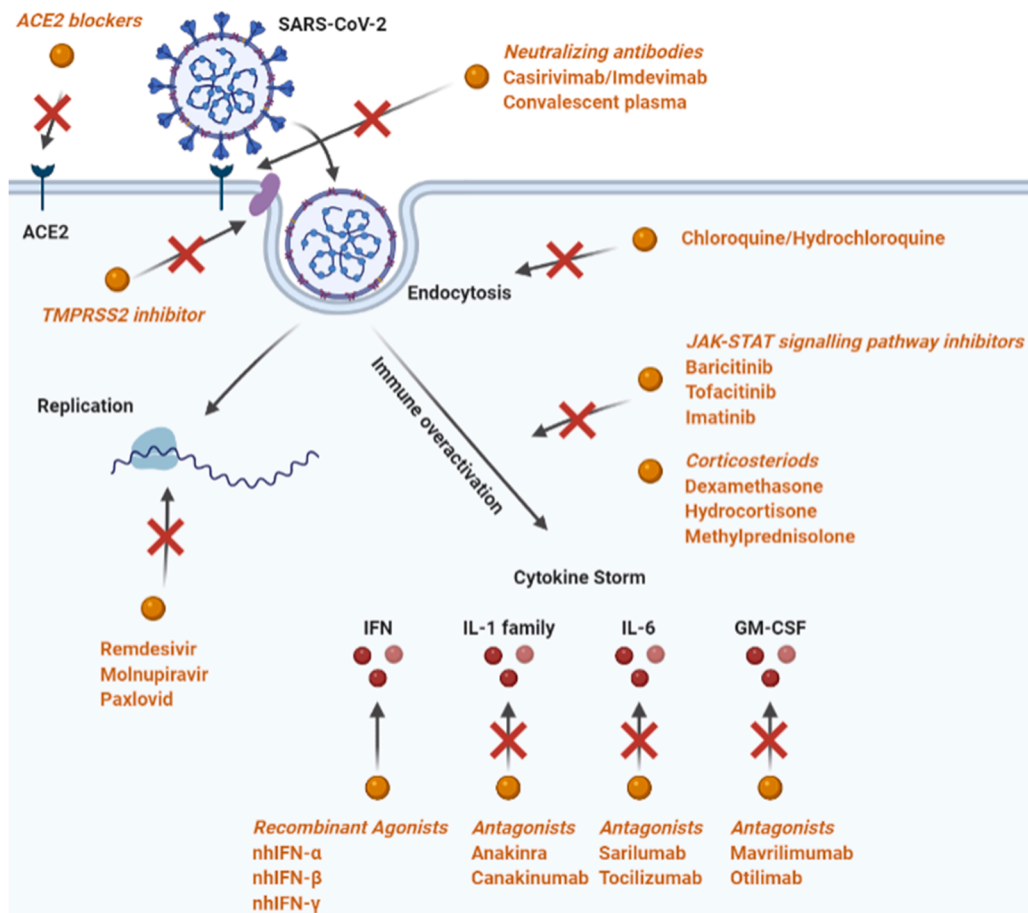 ACE2 blockers
SARS-CoV-2
Neutralizing antibodies
Casirivimab/Imdevimab
Convalescent plasma
ACE2
TMPRSS2 inhibitor
Endocytosis
Chloroquine/Hydrochloroquine
JAK-STAT signalling pathway inhibitors
Baricitinib
Tofacitinib
Imatinib
Corticosteriods
Dexamethasone
Hydrocortisone
Methylprednisolone
Immune overactivation
Replication
Remdesivir
Molnupiravir
Paxlovid
Cytokine Storm
IFN
IL-1 family
IL-6
GM-CSF
Recombinant Agonists
nhIFN-α
nhIFN-β
nhIFN-γ
Antagonists
Anakinra
Canakinumab
Antagonists
Sarilumab
Tocilizumab
Antagonists
Mavrilimumab
Otilimab